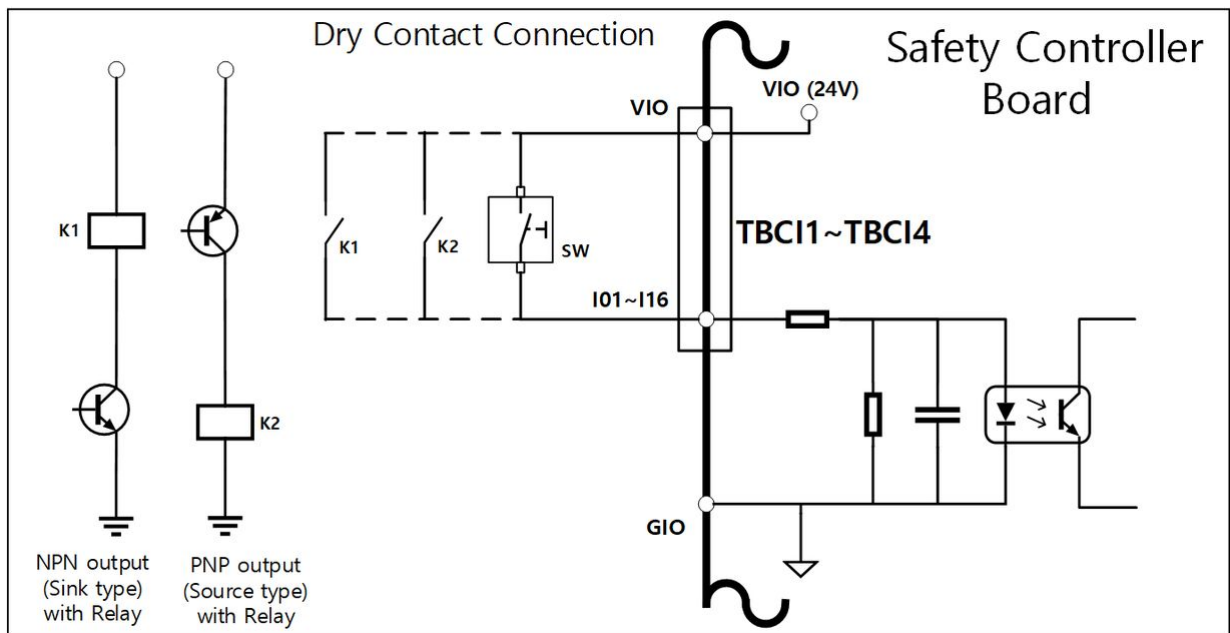 Dry Contact Connection
Safety Controller
Board
VIO
VIO (24V)
K1
K1
K2
SW
TBCI1~TBCI4
I01~I16
K2
GIO
NPN output
(Sink type)
with Relay
PNP output
(Source type)
with Relay